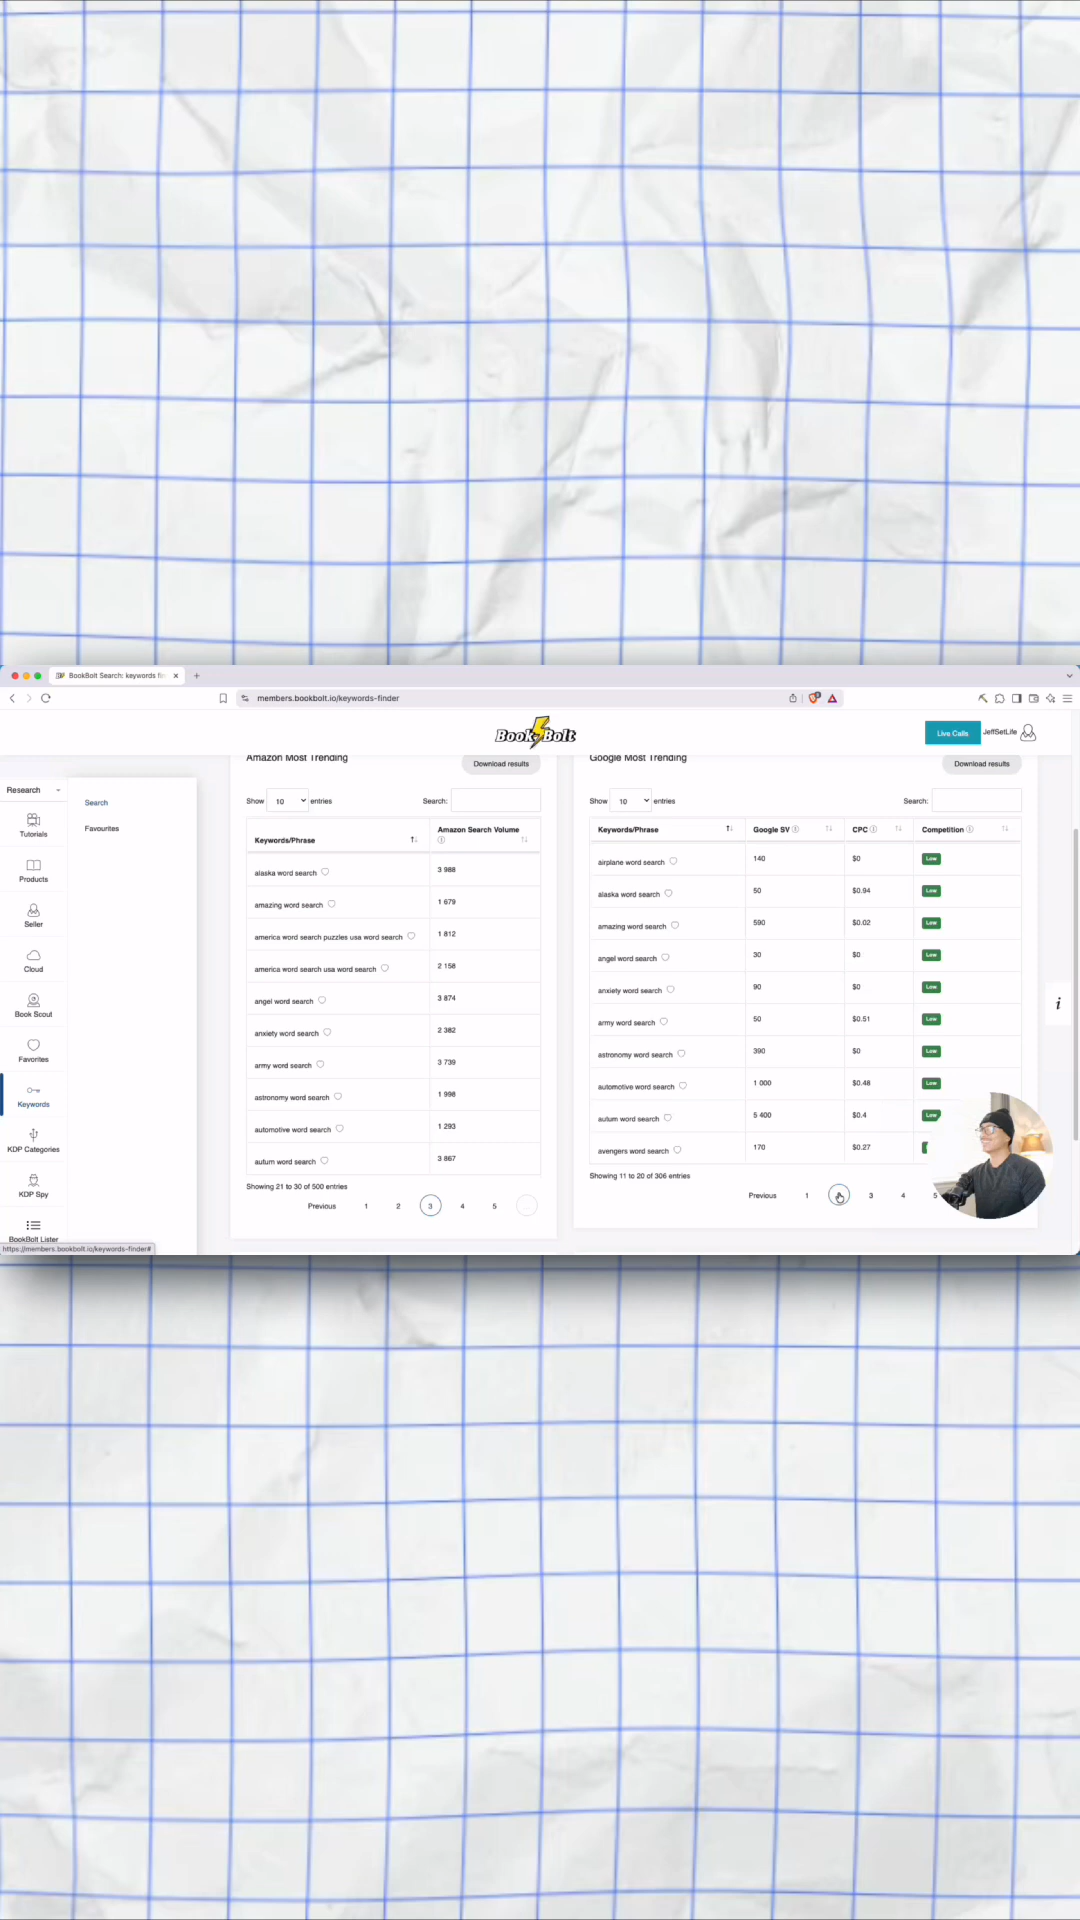 BookBolt Search: keywords fin
members.bookbolt.io/keywords-finder
Book Bolt
Live Calls
JeffSetLife
Research
Search
Favourites
Tutorials
Products
Seller
Cloud
Book Scout
Favorites
Keywords
KDP Categories
KDP Spy
BookBolt Lister
https://members.bookbolt.io/keywords-finder#
Amazon Most Trending
Download results
Show 10 entries
Search:
Keywords/Phrase Amazon Search Volume
alaska word search 3 988
amazing word search 1 679
america word search puzzles usa word search 1 812
america word search usa word search 2 158
angel word search 3 874
anxiety word search 2 382
army word search 3 739
astronomy word search 1 998
automotive word search 1 293
autum word search 3 867
Showing 21 to 30 of 500 entries
Previous 1 2 3 4 5
Google Most Trending
Download results
Show 10 entries
Search:
Keywords/Phrase Google SV CPC Competition
airplane word search 140 $0 Low
alaska word search 50 $0.94 Low
amazing word search 590 $0.02 Low
angel word search 30 $0 Low
anxiety word search 90 $0 Low
army word search 50 $0.51 Low
astronomy word search 390 $0 Low
automotive word search 1 000 $0.48 Low
autum word search 5 400 $0.4 Low
avengers word search 170 $0.27
Showing 11 to 20 of 306 entries
Previous 1 3 4 5
i